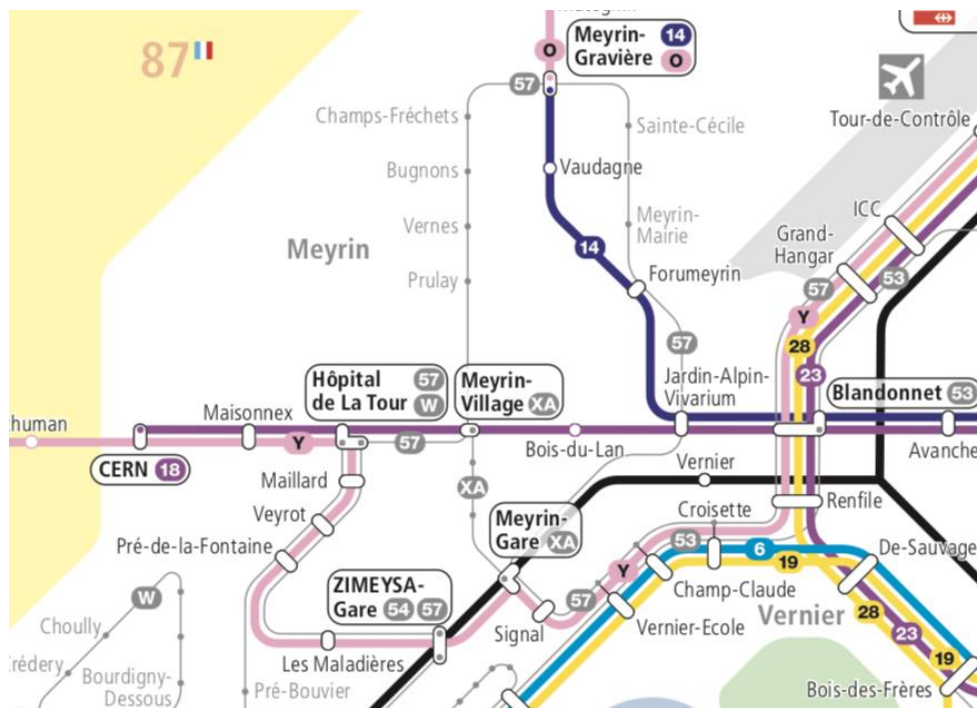 87
Meyrin-
Gravière
14
O
O
57
Champs-Fréchets
Sainte-Cécile
Tour-de-Contrôle
Bugnons
Vaudagne
Vernes
Meyrin-
Mairie
ICC
Grand-
Hangar
Meyrin
14
Prulay
Forumeyrin
57
53
Y
28
57
23
Hôpital
de La Tour
57
W
Meyrin-
Village
XA
Jardin-Alpin-
Vivarium
Blandonnet 53
Maisonnex
Y
57
Bois-du-Lan
CERN 18
Vernier
Maillard
XA
Croisette
Renfile
Veyrot
Meyrin-
Gare XA
53
6
19
De-Sauvage
Pré-de-la-Fontaine
Y
Champ-Claude
ZIMEYSA-
Gare 54 57
57
Vernier
W
Signal
Vernier-Ecole
28
Choully
23
Les Maladières
19
Bourdigny-
Dessous
Pré-Bouvier
Bois-des-Frères